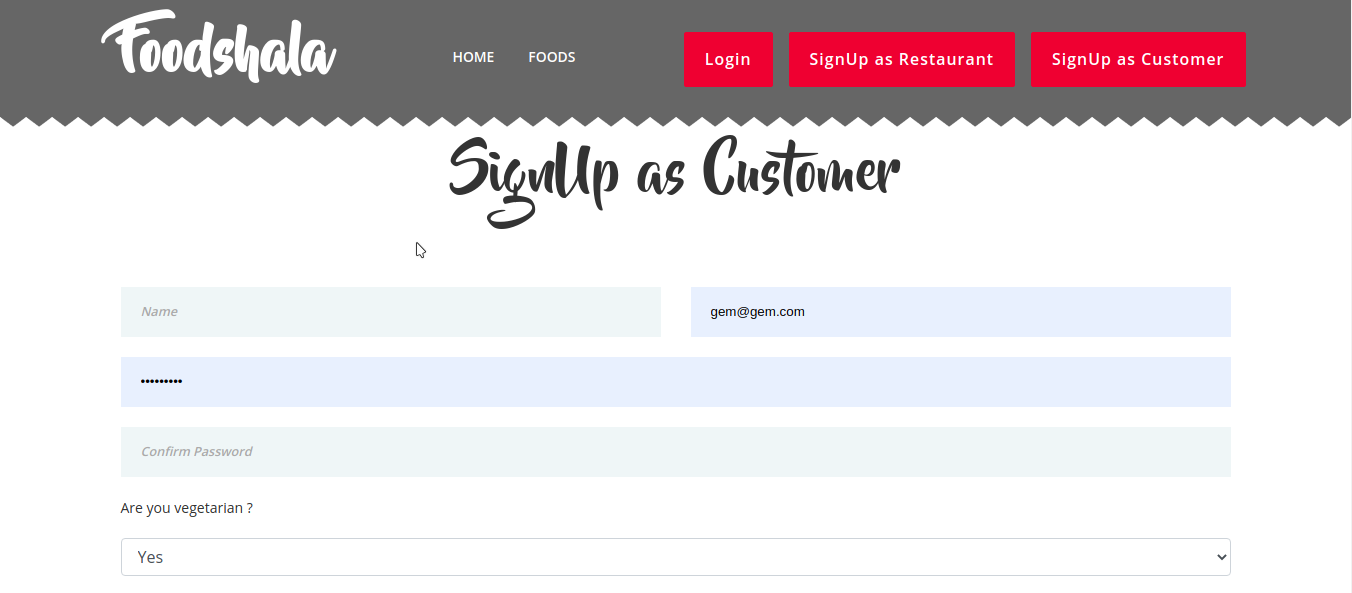 Foodshala
HOME FOODS Login SignUp as Restaurant SignUp as Customer
SignUp as Customer
Name gem@gem.com
•••••••••
Confirm Password
Are you vegetarian ?
Yes